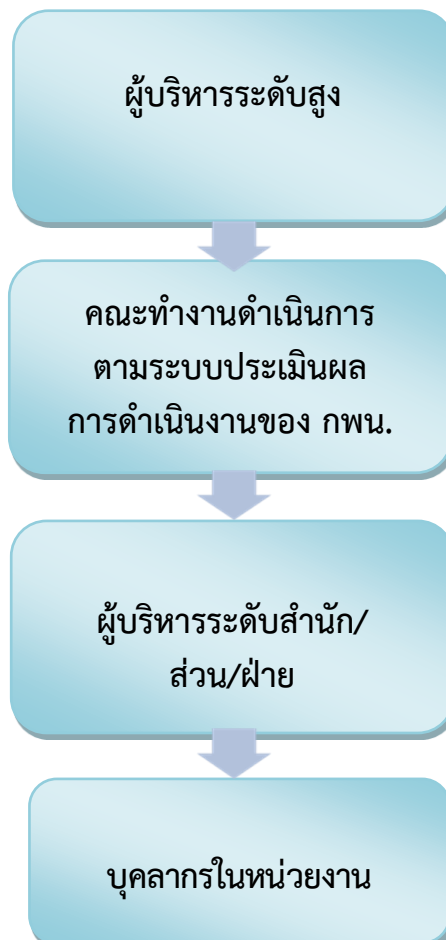 ผู้บริหารระดับสูง
คณะทำงานดำเนินการ
ตามระบบประเมินผล
การดำเนินงานของ กพน.
ผู้บริหารระดับสำนัก/
ส่วน/ฝ่าย
บุคลากรในหน่วยงาน